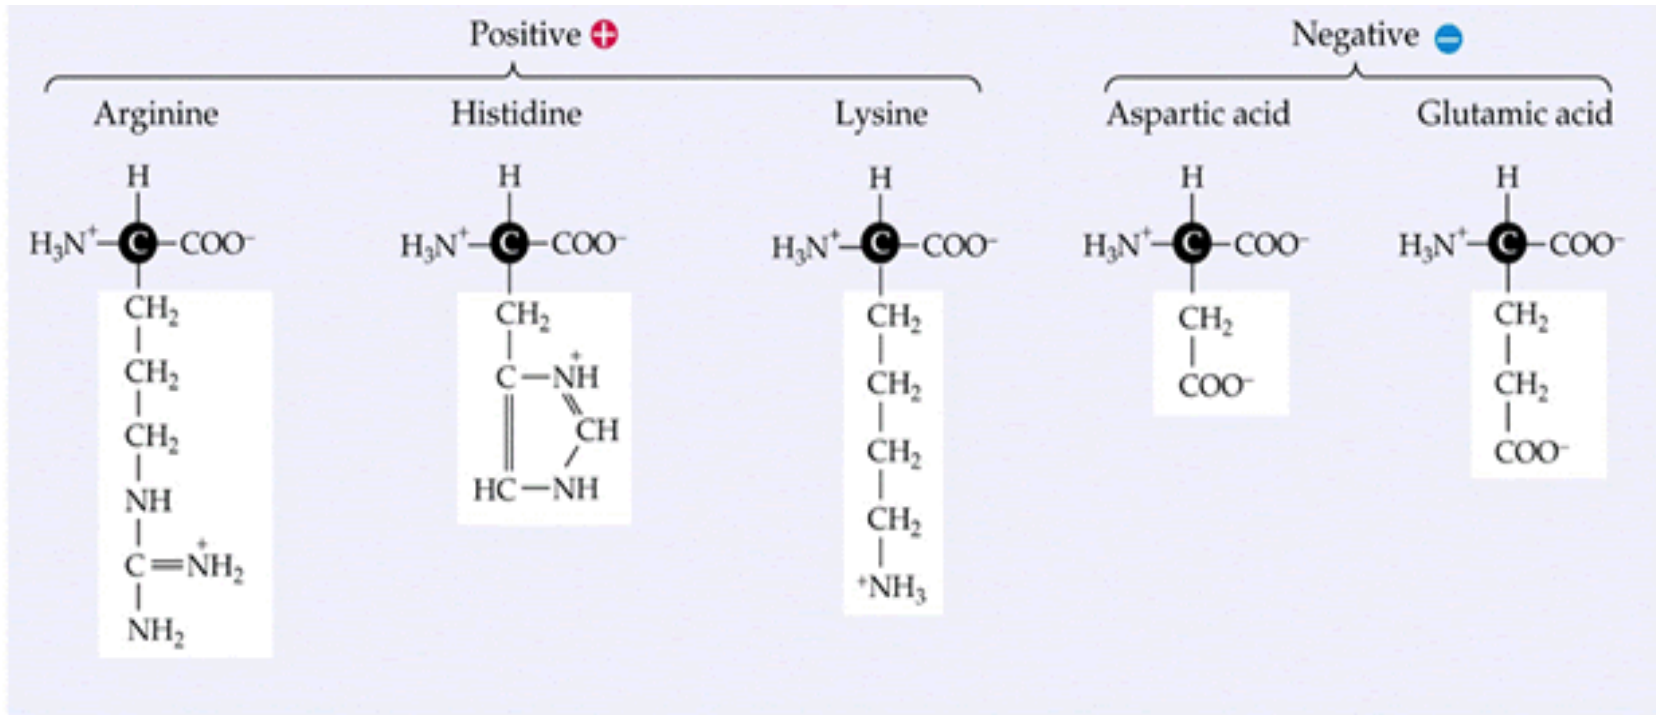 Positive +
Negative −
Arginine
Histidine
Lysine
Aspartic acid
Glutamic acid
H
H₃N⁺–C–COO⁻
CH₂
CH₂
CH₂
NH
C=N⁺H₂
NH₂
H
H₃N⁺–C–COO⁻
CH₂
C–N⁺H
CH
HC–NH
H
H₃N⁺–C–COO⁻
CH₂
CH₂
CH₂
CH₂
⁺NH₃
H
H₃N⁺–C–COO⁻
CH₂
COO⁻
H
H₃N⁺–C–COO⁻
CH₂
CH₂
COO⁻